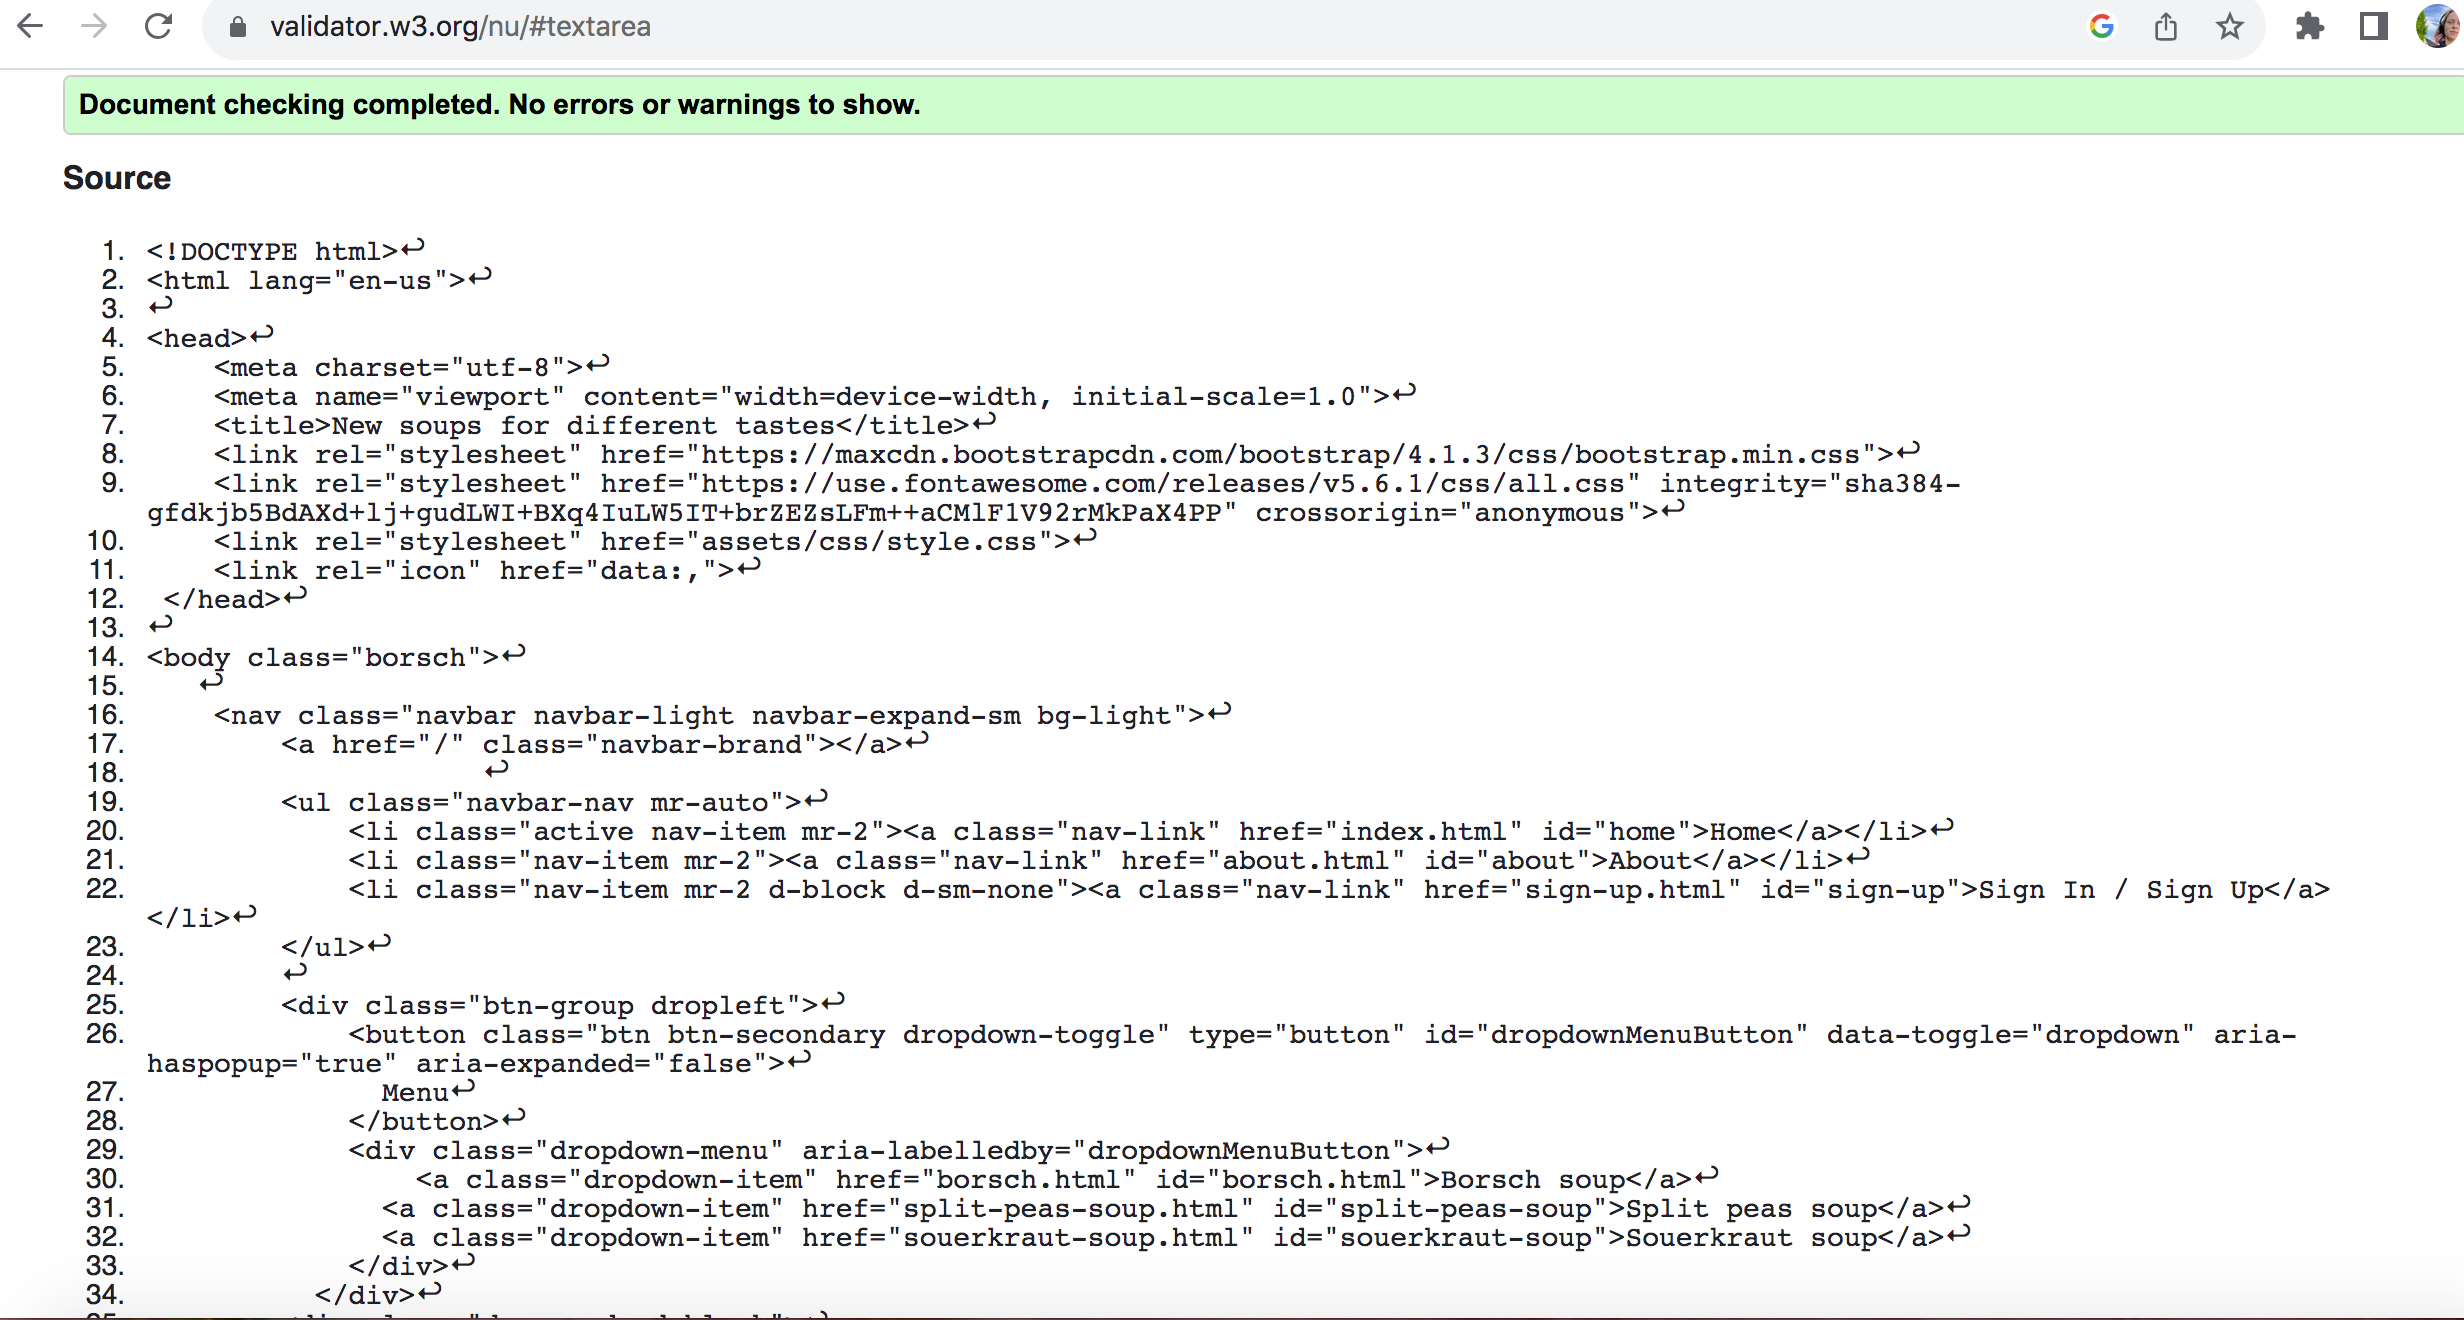 validator.w3.org/nu/#textarea
Document checking completed. No errors or warnings to show.
Source
1. <!DOCTYPE html>↩
2. <html lang="en-us">↩
3. ↩
4. <head>↩
5. <meta charset="utf-8">↩
6. <meta name="viewport" content="width=device-width, initial-scale=1.0">↩
7. <title>New soups for different tastes</title>↩
8. <link rel="stylesheet" href="https://maxcdn.bootstrapcdn.com/bootstrap/4.1.3/css/bootstrap.min.css">↩
9. <link rel="stylesheet" href="https://use.fontawesome.com/releases/v5.6.1/css/all.css" integrity="sha384-
gfdkjb5BdAXd+lj+gudLWI+BXq4IuLW5IT+brZEZsLFm++aCMlF1V92rMkPaX4PP" crossorigin="anonymous">↩
10. <link rel="stylesheet" href="assets/css/style.css">↩
11. <link rel="icon" href="data:,">↩
12. </head>↩
13. ↩
14. <body class="borsch">↩
15. ↩
16. <nav class="navbar navbar-light navbar-expand-sm bg-light">↩
17. <a href="/" class="navbar-brand"></a>↩
18. ↩
19. <ul class="navbar-nav mr-auto">↩
20. <li class="active nav-item mr-2"><a class="nav-link" href="index.html" id="home">Home</a></li>↩
21. <li class="nav-item mr-2"><a class="nav-link" href="about.html" id="about">About</a></li>↩
22. <li class="nav-item mr-2 d-block d-sm-none"><a class="nav-link" href="sign-up.html" id="sign-up">Sign In / Sign Up</a>
</li>↩
23. </ul>↩
24. ↩
25. <div class="btn-group dropleft">↩
26. <button class="btn btn-secondary dropdown-toggle" type="button" id="dropdownMenuButton" data-toggle="dropdown" aria-
haspopup="true" aria-expanded="false">↩
27. Menu↩
28. </button>↩
29. <div class="dropdown-menu" aria-labelledby="dropdownMenuButton">↩
30. <a class="dropdown-item" href="borsch.html" id="borsch.html">Borsch soup</a>↩
31. <a class="dropdown-item" href="split-peas-soup.html" id="split-peas-soup">Split peas soup</a>↩
32. <a class="dropdown-item" href="souerkraut-soup.html" id="souerkraut-soup">Souerkraut soup</a>↩
33. </div>↩
34. </div>↩